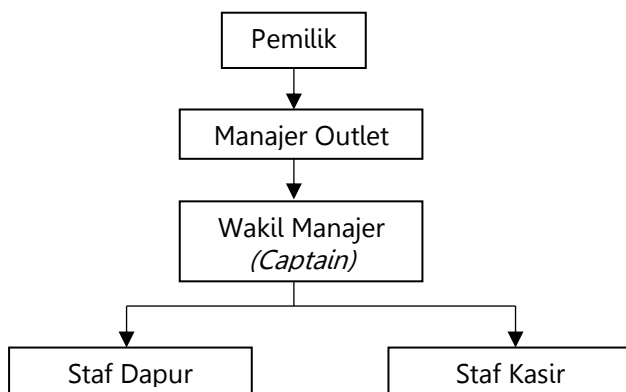 Pemilik
Manajer Outlet
Wakil Manajer
(Captain)
Staf Dapur
Staf Kasir